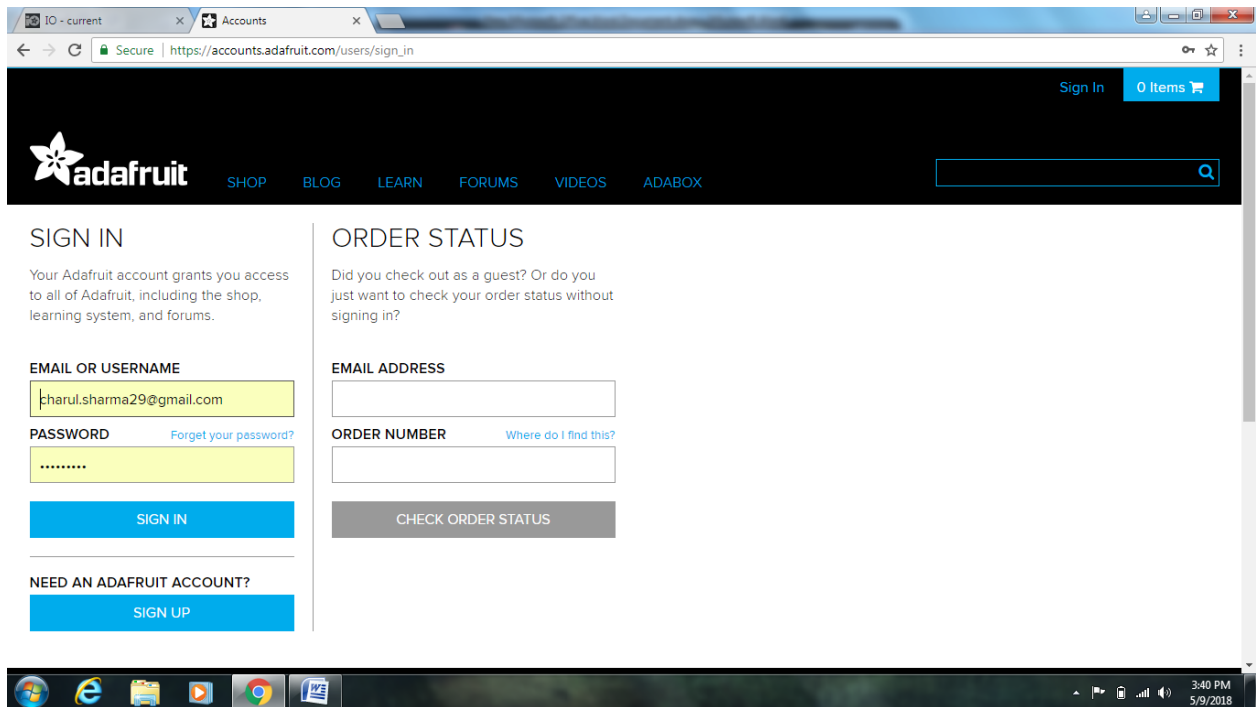 IO - current
Accounts
Secure | https://accounts.adafruit.com/users/sign_in
Sign In
0 Items
adafruit
SHOP BLOG LEARN FORUMS VIDEOS ADABOX
SIGN IN
Your Adafruit account grants you access
to all of Adafruit, including the shop,
learning system, and forums.
EMAIL OR USERNAME
charul.sharma29@gmail.com
PASSWORD Forget your password?
•••••••••
SIGN IN
NEED AN ADAFRUIT ACCOUNT?
SIGN UP
ORDER STATUS
Did you check out as a guest? Or do you
just want to check your order status without
signing in?
EMAIL ADDRESS
ORDER NUMBER Where do I find this?
CHECK ORDER STATUS
3:40 PM
5/9/2018